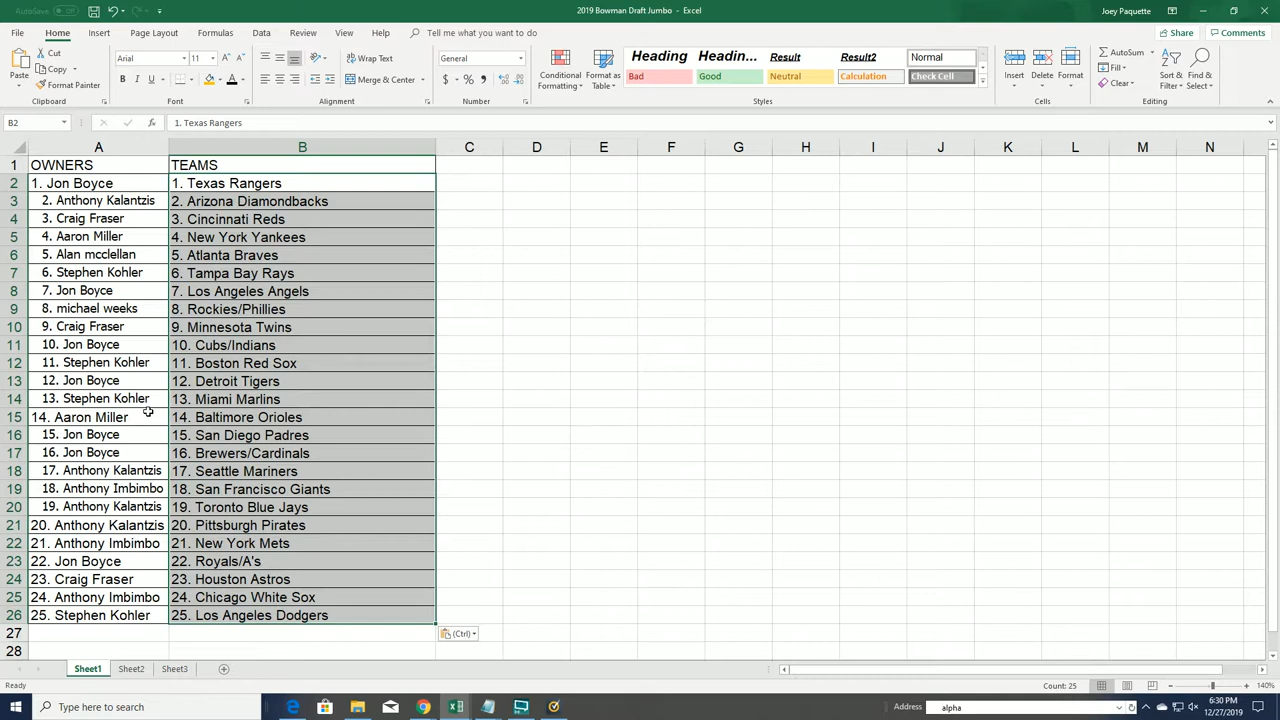 AutoSave Off 2019 Bowman Draft Jumbo – Excel Joey Paquette
File Home Insert Page Layout Formulas Data Review View Help Tell me what you want to do Share Comments
Paste Cut Copy Format Painter Clipboard
Arial 11 Font
Wrap Text Merge & Center Alignment
General Number
Conditional Formatting Format as Table
Heading Headin... Result Result2 Normal
Bad Good Neutral Calculation Check Cell Styles
Insert Delete Format Cells
AutoSum Fill Clear Sort & Filter Find & Select Editing
B2 1. Texas Rangers
A B C D E F G H I J K L M N
1 OWNERS TEAMS
2 1. Jon Boyce 1. Texas Rangers
3 2. Anthony Kalantzis 2. Arizona Diamondbacks
4 3. Craig Fraser 3. Cincinnati Reds
5 4. Aaron Miller 4. New York Yankees
6 5. Alan mcclellan 5. Atlanta Braves
7 6. Stephen Kohler 6. Tampa Bay Rays
8 7. Jon Boyce 7. Los Angeles Angels
9 8. michael weeks 8. Rockies/Phillies
10 9. Craig Fraser 9. Minnesota Twins
11 10. Jon Boyce 10. Cubs/Indians
12 11. Stephen Kohler 11. Boston Red Sox
13 12. Jon Boyce 12. Detroit Tigers
14 13. Stephen Kohler 13. Miami Marlins
15 14. Aaron Miller 14. Baltimore Orioles
16 15. Jon Boyce 15. San Diego Padres
17 16. Jon Boyce 16. Brewers/Cardinals
18 17. Anthony Kalantzis 17. Seattle Mariners
19 18. Anthony Imbimbo 18. San Francisco Giants
20 19. Anthony Kalantzis 19. Toronto Blue Jays
21 20. Anthony Kalantzis 20. Pittsburgh Pirates
22 21. Anthony Imbimbo 21. New York Mets
23 22. Jon Boyce 22. Royals/A's
24 23. Craig Fraser 23. Houston Astros
25 24. Anthony Imbimbo 24. Chicago White Sox
26 25. Stephen Kohler 25. Los Angeles Dodgers
27 (Ctrl)
28
Sheet1 Sheet2 Sheet3
Ready Count: 25 140%
Type here to search Address alpha 6:30 PM
12/27/2019